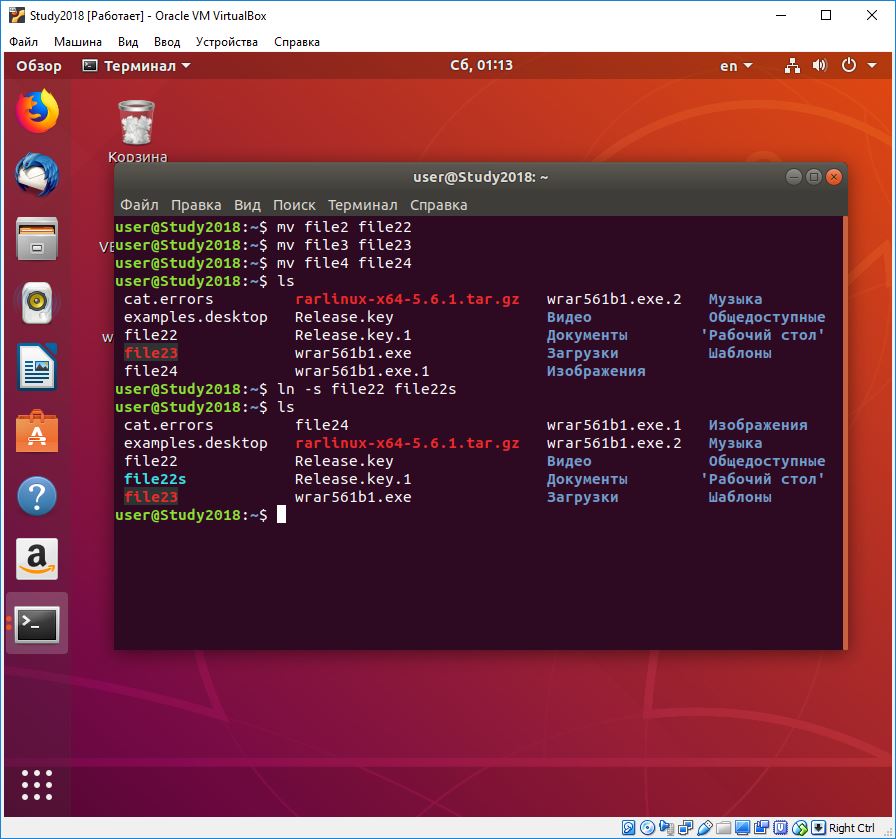 Study2018 [Работает] - Oracle VM VirtualBox
Файл Машина Вид Ввод Устройства Справка
Обзор Терминал Сб, 01:13 en
Корзина
user@Study2018: ~
Файл Правка Вид Поиск Терминал Справка
user@Study2018:~$ mv file2 file22
user@Study2018:~$ mv file3 file23
user@Study2018:~$ mv file4 file24
user@Study2018:~$ ls
cat.errors rarlinux-x64-5.6.1.tar.gz wrar561b1.exe.2 Музыка
examples.desktop Release.key Видео Общедоступные
file22 Release.key.1 Документы 'Рабочий стол'
file23 wrar561b1.exe Загрузки Шаблоны
file24 wrar561b1.exe.1 Изображения
user@Study2018:~$ ln -s file22 file22s
user@Study2018:~$ ls
cat.errors file24 wrar561b1.exe.1 Изображения
examples.desktop rarlinux-x64-5.6.1.tar.gz wrar561b1.exe.2 Музыка
file22 Release.key Видео Общедоступные
file22s Release.key.1 Документы 'Рабочий стол'
file23 wrar561b1.exe Загрузки Шаблоны
user@Study2018:~$
Right Ctrl